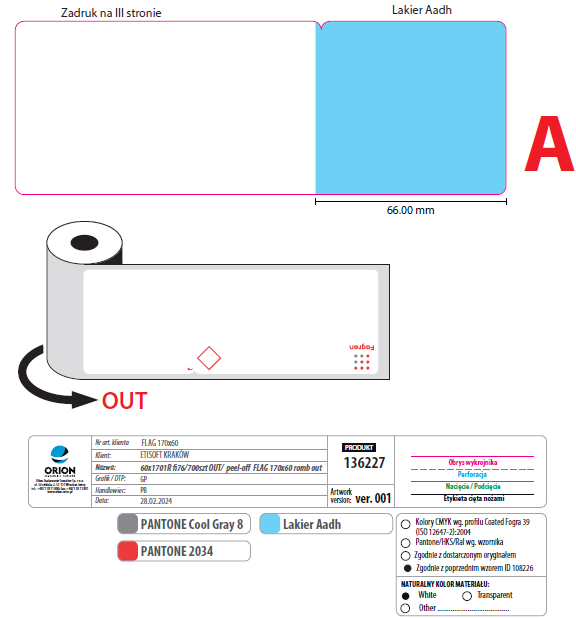 Zadruk na III stronie
Lakier Aadh
A
66.00 mm
Fagron
OUT
ORION
Nr art. klienta FLAG 170x60
Klient: ETISOFT KRAKÓW
Nazwa: 60x1701R fi76/700szt OUT/ peel-off FLAG 170x60 romb out
Grafik / DTP: GP
Handlowiec: PB
Data: 28.02.2024
PRODUKT
136227
Artwork version: ver. 001
Obrys wykrojnika
Perforacja
Nacięcie / Podcięcie
Etykieta cięta nożami
PANTONE Cool Gray 8
Lakier Aadh
PANTONE 2034
Kolory CMYK wg. profilu Coated Fogra 39
(ISO 12647-2):2004
Pantone/HKS/Ral wg. wzornika
Zgodnie z dostarczonym oryginałem
Zgodnie z poprzednim wzorem ID 108226
NATURALNY KOLOR MATERIAŁU:
White Transparent
Other ....................................